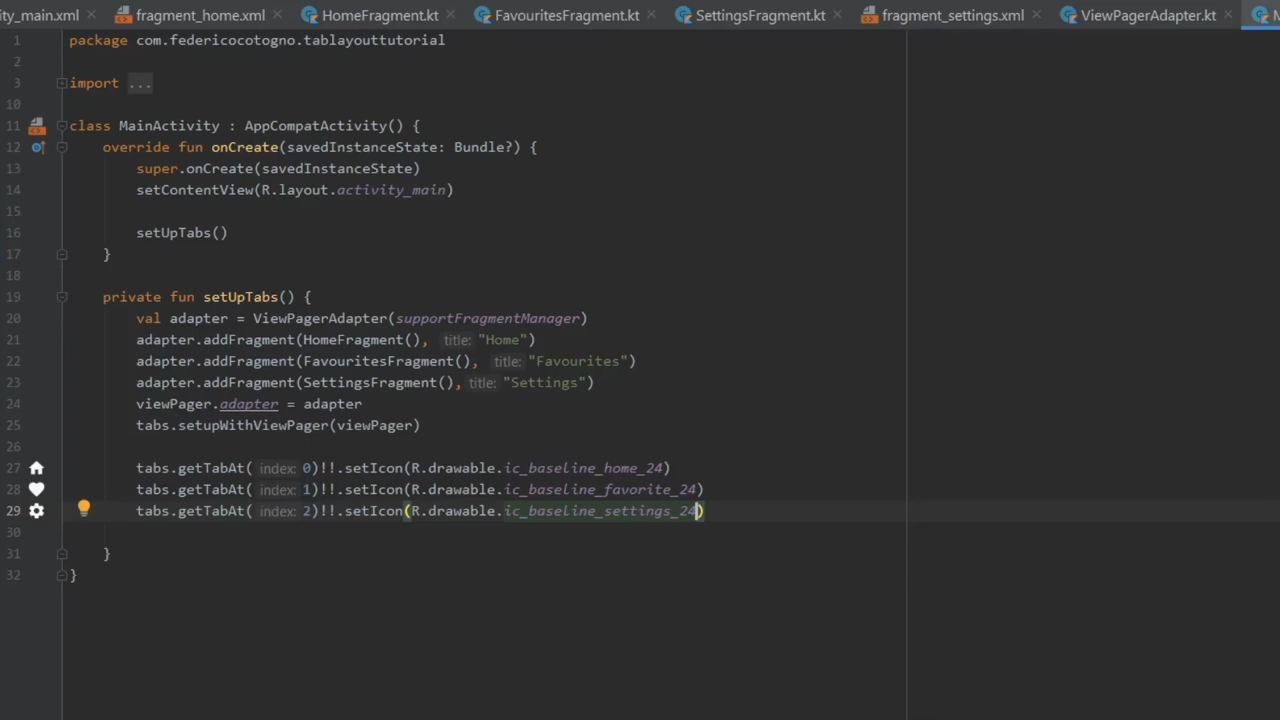 ity_main.xml fragment_home.xml HomeFragment.kt FavouritesFragment.kt SettingsFragment.kt fragment_settings.xml ViewPagerAdapter.kt M
1 package com.federicocotogno.tablayouttutorial
2
3 import ...
10
11 class MainActivity : AppCompatActivity() {
12 override fun onCreate(savedInstanceState: Bundle?) {
13 super.onCreate(savedInstanceState)
14 setContentView(R.layout.activity_main)
15
16 setUpTabs()
17 }
18
19 private fun setUpTabs() {
20 val adapter = ViewPagerAdapter(supportFragmentManager)
21 adapter.addFragment(HomeFragment(), title: "Home")
22 adapter.addFragment(FavouritesFragment(), title: "Favourites")
23 adapter.addFragment(SettingsFragment(), title: "Settings")
24 viewPager.adapter = adapter
25 tabs.setupWithViewPager(viewPager)
26
27 tabs.getTabAt( index: 0)!!.setIcon(R.drawable.ic_baseline_home_24)
28 tabs.getTabAt( index: 1)!!.setIcon(R.drawable.ic_baseline_favorite_24)
29 tabs.getTabAt( index: 2)!!.setIcon(R.drawable.ic_baseline_settings_24)
30
31 }
32 }